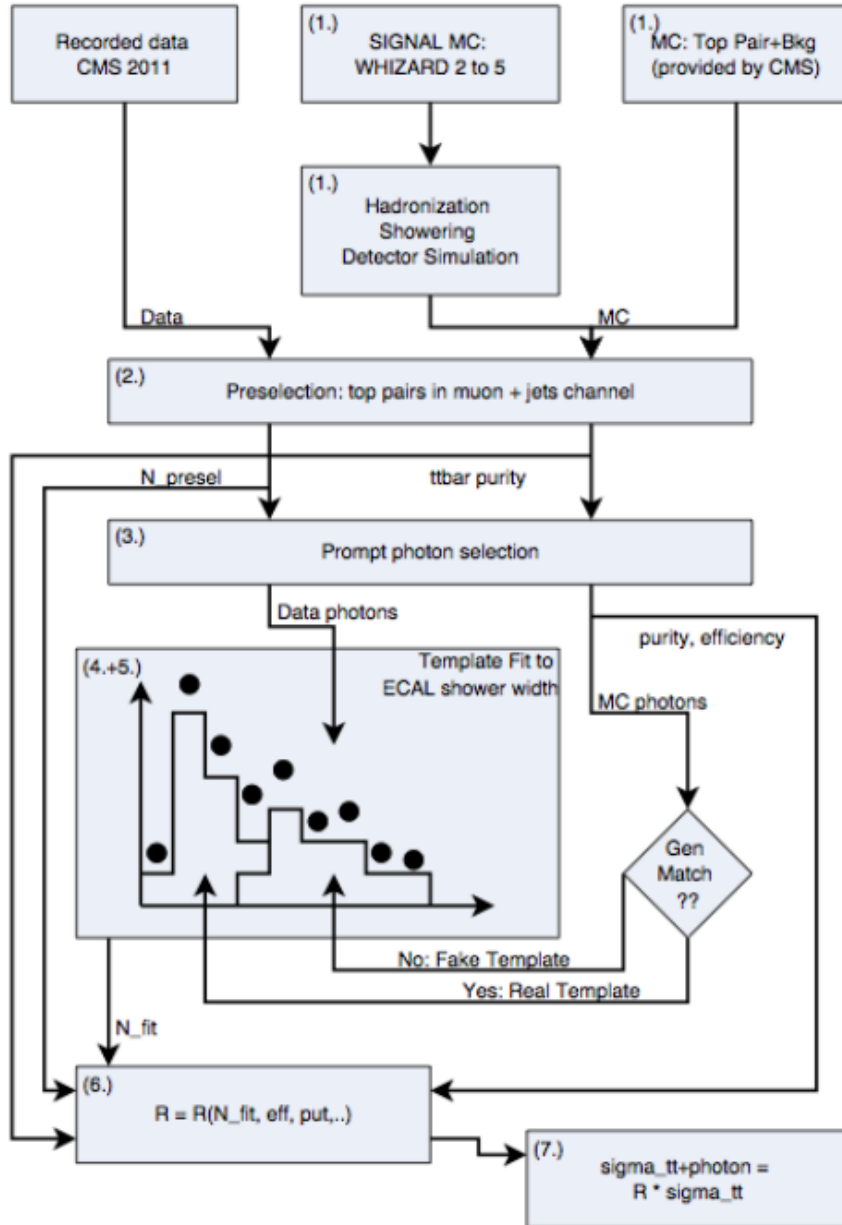 Recorded data
CMS 2011
(1.)
SIGNAL MC:
WHIZARD 2 to 5
(1.)
MC: Top Pair+Bkg
(provided by CMS)
(1.)
Hadronization
Showering
Detector Simulation
Data
MC
(2.)
Preselection: top pairs in muon + jets channel
N_presel
ttbar purity
(3.)
Prompt photon selection
Data photons
purity, efficiency
(4.+5.)
Template Fit to
ECAL shower width
MC photons
Gen
Match
??
No: Fake Template
Yes: Real Template
N_fit
(6.)
R = R(N_fit, eff, put,..)
(7.)
sigma_tt+photon =
R * sigma_tt